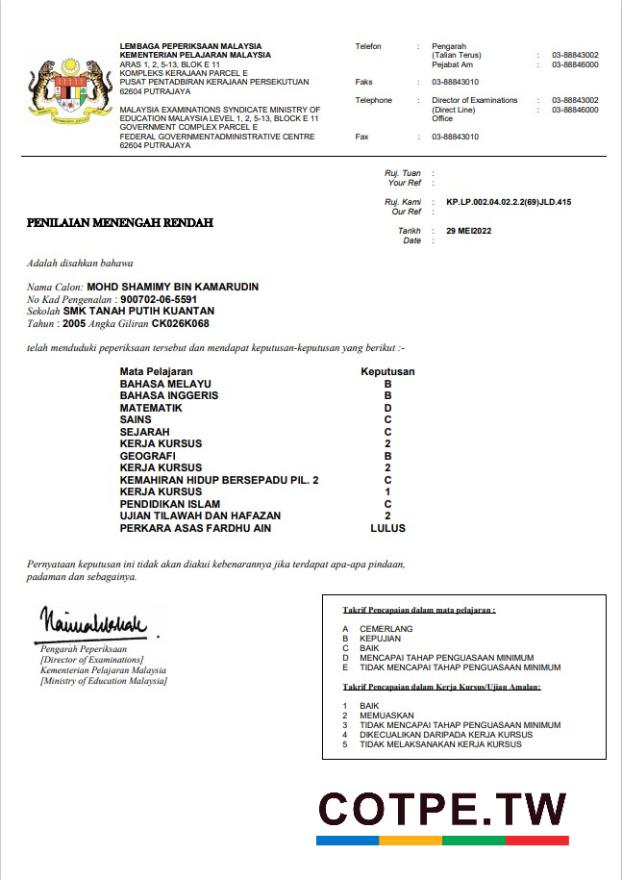 LEMBAGA PEPERIKSAAN MALAYSIA
KEMENTERIAN PELAJARAN MALAYSIA
ARAS 1, 2, 5-13, BLOK E 11
KOMPLEKS KERAJAAN PARCEL E
PUSAT PENTADBIRAN KERAJAAN PERSEKUTUAN
62604 PUTRAJAYA
MALAYSIA EXAMINATIONS SYNDICATE MINISTRY OF
EDUCATION MALAYSIA LEVEL 1, 2, 5-13, BLOCK E 11
GOVERNMENT COMPLEX PARCEL E
FEDERAL GOVERNMENTADMINISTRATIVE CENTRE
62604 PUTRAJAYA
Telefon : Pengarah
(Talian Terus) : 03-88843002
Pejabat Am : 03-88846000
Faks : 03-88843010
Telephone : Director of Examinations : 03-88843002
(Direct Line) : 03-88846000
Office
Fax : 03-88843010
Ruj. Tuan :
Your Ref :
Ruj. Kami : KP.LP.002.04.02.2.2(69)JLD.415
Our Ref :
Tarikh : 29 MEI2022
Date :
PENILAIAN MENENGAH RENDAH
Adalah disahkan bahawa
Nama Calon: MOHD SHAMIMY BIN KAMARUDIN
No Kad Pengenalan : 900702-06-5591
Sekolah SMK TANAH PUTIH KUANTAN
Tahun : 2005 Angka Giliran CK026K068
telah menduduki peperiksaan tersebut dan mendapat keputusan-keputusan yang berikut :-
Mata Pelajaran Keputusan
BAHASA MELAYU B
BAHASA INGGERIS B
MATEMATIK D
SAINS C
SEJARAH C
KERJA KURSUS 2
GEOGRAFI B
KERJA KURSUS 2
KEMAHIRAN HIDUP BERSEPADU PIL. 2 C
KERJA KURSUS 1
PENDIDIKAN ISLAM C
UJIAN TILAWAH DAN HAFAZAN 2
PERKARA ASAS FARDHU AIN LULUS
Pernyataan keputusan ini tidak akan diakui kebenarannya jika terdapat apa-apa pindaan,
padaman dan sebagainya.
Pengarah Peperiksaan
[Director of Examinations]
Kementerian Pelajaran Malaysia
[Ministry of Education Malaysia]
Takrif Pencapaian dalam mata pelajaran :
A CEMERLANG
B KEPUJIAN
C BAIK
D MENCAPAI TAHAP PENGUASAAN MINIMUM
E TIDAK MENCAPAI TAHAP PENGUASAAN MINIMUM
Takrif Pencapaian dalam Kerja Kursus/Ujian Amalan:
1 BAIK
2 MEMUASKAN
3 TIDAK MENCAPAI TAHAP PENGUASAAN MINIMUM
4 DIKECUALIKAN DARIPADA KERJA KURSUS
5 TIDAK MELAKSANAKAN KERJA KURSUS
COTPE.TW